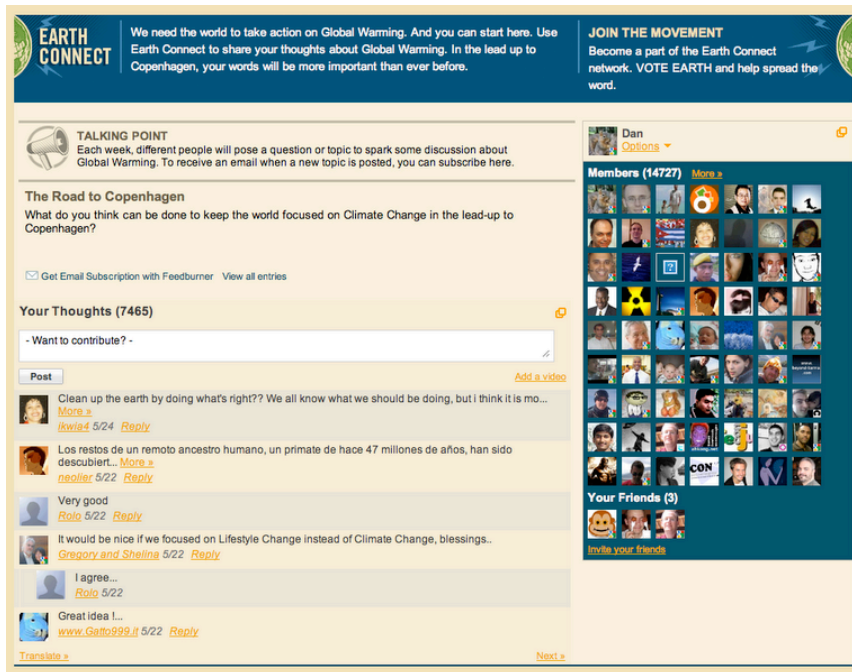 EARTH
CONNECT
We need the world to take action on Global Warming. And you can start here. Use
Earth Connect to share your thoughts about Global Warming. In the lead up to
Copenhagen, your words will be more important than ever before.
JOIN THE MOVEMENT
Become a part of the Earth Connect
network. VOTE EARTH and help spread the
word.
TALKING POINT
Each week, different people will pose a question or topic to spark some discussion about
Global Warming. To receive an email when a new topic is posted, you can subscribe here.
The Road to Copenhagen
What do you think can be done to keep the world focused on Climate Change in the lead-up to
Copenhagen?
Get Email Subscription with Feedburner View all entries
Your Thoughts (7465)
- Want to contribute? -
Post
Add a video
Clean up the earth by doing what's right?? We all know what we should be doing, but i think it is mo...
More »
ikwia4 5/24 Reply
Los restos de un remoto ancestro humano, un primate de hace 47 millones de años, han sido
descubiert... More »
neolier 5/22 Reply
Very good
Rolo 5/22 Reply
It would be nice if we focused on Lifestyle Change instead of Climate Change, blessings..
Gregory and Shelina 5/22 Reply
I agree...
Rolo 5/22
Great idea !...
www.Gatto999.it 5/22 Reply
Translate »
Next »
Dan
Options
Members (14727) More »
?
CON
Your Friends (3)
Invite your friends